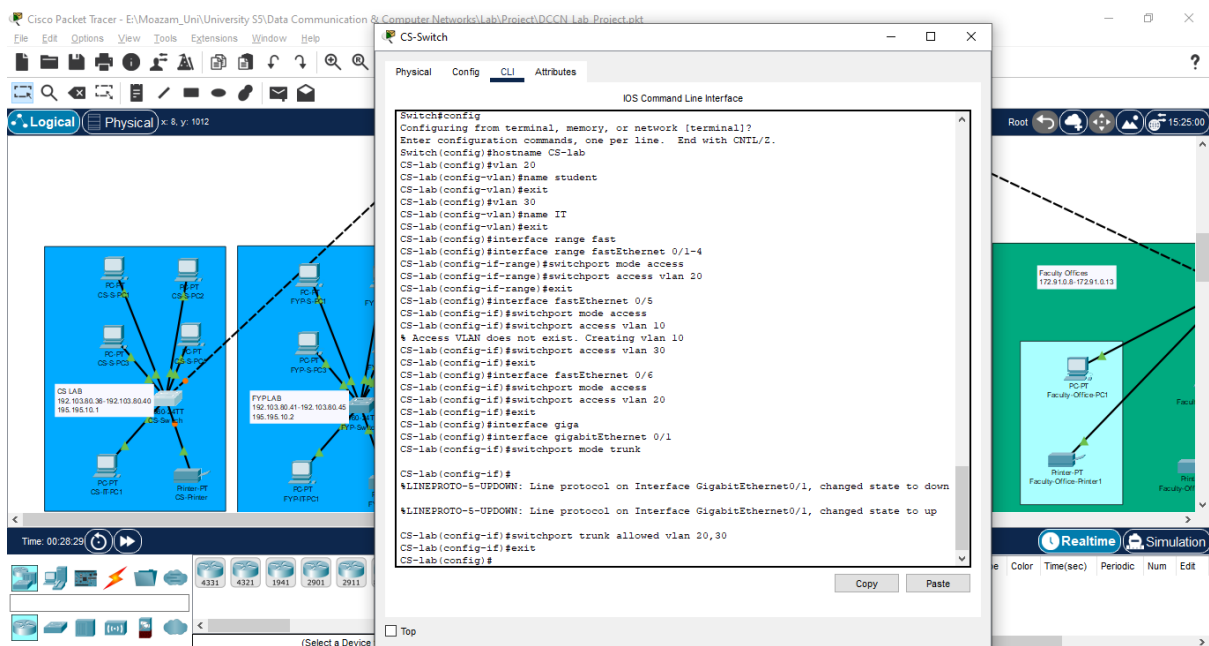 Cisco Packet Tracer - E:\Moazam_Uni\University S5\Data Communication & Computer Networks\Lab\Project\DCCN_Lab_Project.pkt
File Edit Options View Tools Extensions Window Help
CS-Switch
Physical Config CLI Attributes
IOS Command Line Interface
Logical Physical x: 8, y: 1012
Root 15:25:00
Switch#config
Configuring from terminal, memory, or network [terminal]?
Enter configuration commands, one per line. End with CNTL/Z.
Switch(config)#hostname CS-lab
CS-lab(config)#vlan 20
CS-lab(config-vlan)#name student
CS-lab(config-vlan)#exit
CS-lab(config)#vlan 30
CS-lab(config-vlan)#name IT
CS-lab(config-vlan)#exit
CS-lab(config)#interface range fast
CS-lab(config)#interface range fastEthernet 0/1-4
CS-lab(config-if-range)#switchport mode access
CS-lab(config-if-range)#switchport access vlan 20
CS-lab(config-if-range)#exit
CS-lab(config)#interface fastEthernet 0/5
CS-lab(config-if)#switchport mode access
CS-lab(config-if)#switchport access vlan 10
% Access VLAN does not exist. Creating vlan 10
CS-lab(config-if)#switchport access vlan 30
CS-lab(config-if)#exit
CS-lab(config)#interface fastEthernet 0/6
CS-lab(config-if)#switchport mode access
CS-lab(config-if)#switchport access vlan 20
CS-lab(config-if)#exit
CS-lab(config)#interface giga
CS-lab(config)#interface gigabitEthernet 0/1
CS-lab(config-if)#switchport mode trunk
CS-lab(config-if)#
%LINEPROTO-5-UPDOWN: Line protocol on Interface GigabitEthernet0/1, changed state to down
%LINEPROTO-5-UPDOWN: Line protocol on Interface GigabitEthernet0/1, changed state to up
CS-lab(config-if)#switchport trunk allowed vlan 20,30
CS-lab(config-if)#exit
CS-lab(config)#
Copy Paste
Top
PC-PT
CS-S-PC1
PC-PT
CS-S-PC2
PC-PT
CS-S-PC3
PC-PT
CS LAB
192.103.80.36-192.103.80.40
195.195.10.1
CS-Switch
PC-PT
CS-IT-PC1
Printer-PT
CS-Printer
PC-PT
FYP-S-PC1
PC-PT
FYP-S-PC3
FYPLAB
192.103.80.41-192.103.80.45
195.195.10.2
PC-PT
FYP-IT-PC1
Faculty Offices
172.91.0.8-172.91.0.13
PC-PT
Faculty-Office-PC1
Printer-PT
Faculty-Office-Printer1
Time: 00:28:29
Realtime Simulation
4331 4321 1941 2901 2911
Color Time(sec) Periodic Num Edit
(Select a Device